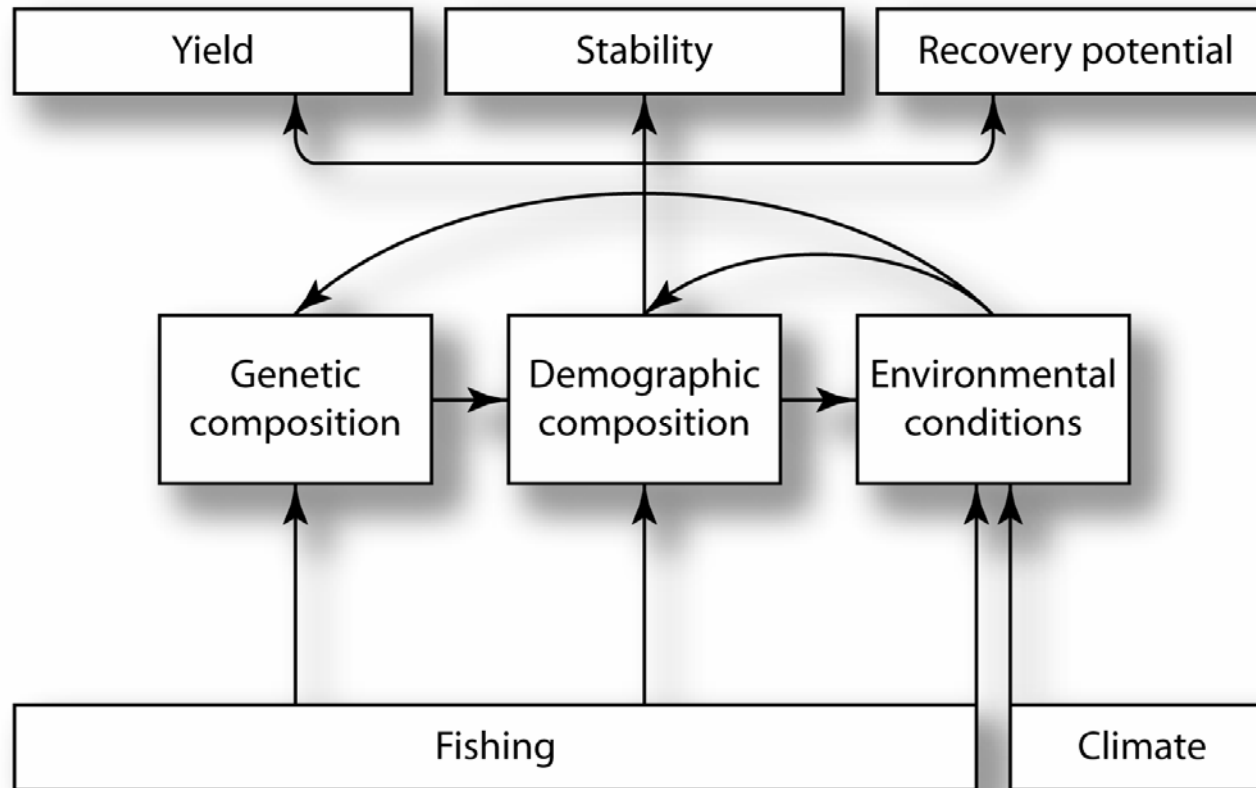 Yield
Stability
Recovery potential
Genetic
composition
Demographic
composition
Environmental
conditions
Fishing
Climate